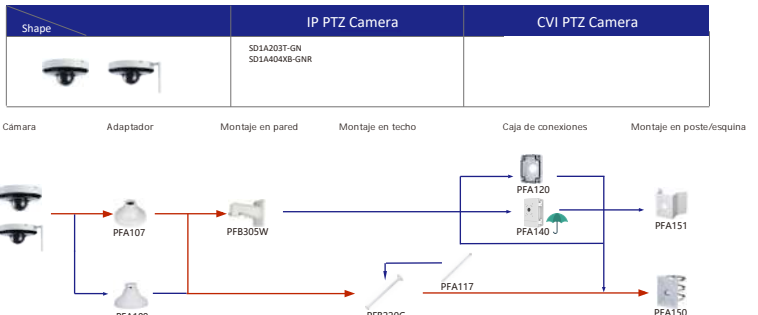 Shape
IP PTZ Camera
CVI PTZ Camera
SD1A203T-GN
SD1A404XB-GNR
Cámara
Adaptador
Montaje en pared
Montaje en techo
Caja de conexiones
Montaje en poste/esquina
PFA120
PFA107
PFB305W
PFA140
PFA151
PFA117
PFA150